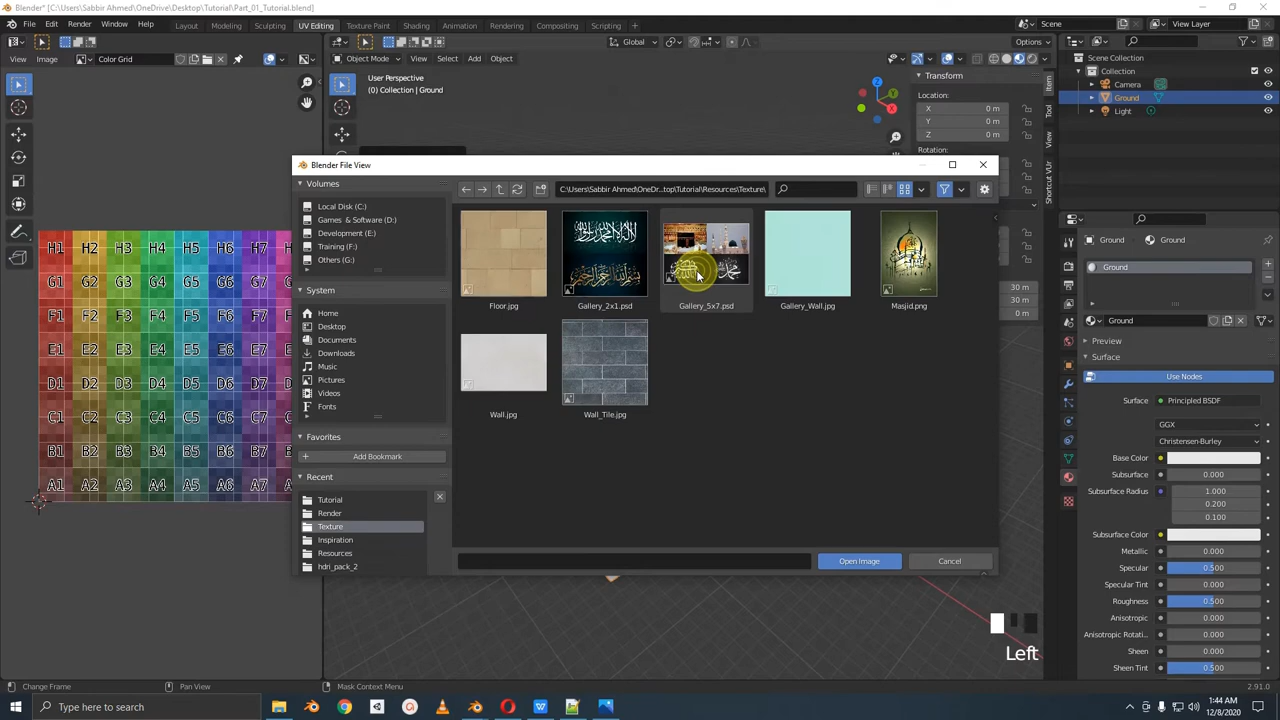 Blender* [C:\Users\Sabbir Ahmed\OneDrive\Desktop\Tutorial\Part_01_Tutorial.blend]
File Edit Render Window Help Layout Modeling Sculpting UV Editing Texture Paint Shading Animation Rendering Compositing Scripting + Scene View Layer
Global Options
View Image Color Grid Object Mode View Select Add Object
User Perspective
(0) Collection | Ground
Z Y X
Transform
Location:
X 0 m
Y 0 m
Z 0 m
Rotation:
30 m
30 m
0 m
Item
Tool
View
Shortcut VUr
Scene Collection
Collection
Camera
Ground
Light
Blender File View
Volumes
C:\Users\Sabbir Ahmed\OneDr...top\Tutorial\Resources\Texture\
Local Disk (C:)
Games & Software (D:)
Development (E:)
Training (F:)
Others (G:)
System
Home
Desktop
Documents
Downloads
Music
Pictures
Videos
Fonts
Favorites
Add Bookmark
Recent
Tutorial
Render
Texture
Inspiration
Resources
hdri_pack_2
Floor.jpg Gallery_2x1.psd Gallery_5x7.psd Gallery_Wall.jpg Masjid.png
Wall.jpg Wall_Tile.jpg
Open Image Cancel
H1 H2 H3 H4 H5 H6 H7 H
G1 G2 G3 G4 G5 G6 G7
F1 F2 F3 F4 F5 F6 F7
E1 E2 E3 E4 E5 E6 E7
D1 D2 D3 D4 D5 D6 D7
C1 C2 C3 C4 C5 C6 C7
B1 B2 B3 B4 B5 B6 B7
A1 A2 A3 A4 A5 A6 A7
Ground Ground
Ground
Ground
Preview
Surface
Use Nodes
Surface Principled BSDF
GGX
Christensen-Burley
Base Color
Subsurface 0.000
Subsurface Radius 1.000
0.200
0.100
Subsurface Color
Metallic 0.000
Specular 0.500
Specular Tint 0.000
Roughness 0.500
Anisotropic 0.000
Anisotropic Rotati... 0.000
Sheen 0.000
Sheen Tint 0.500
Left
Change Frame Pan View Mask Context Menu 2.91.0
Type here to search
1:44 AM
12/8/2020